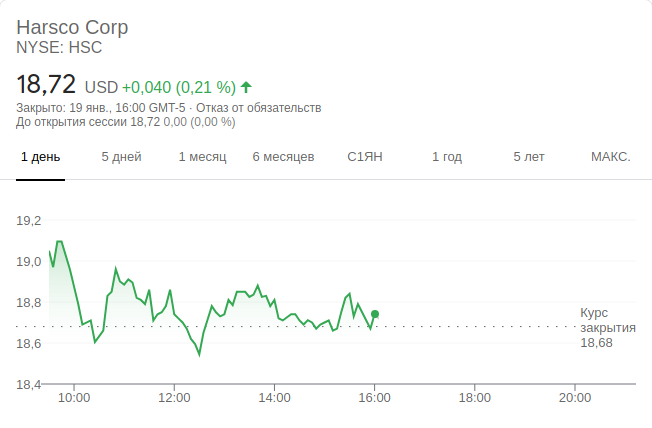 Harsco Corp
NYSE: HSC
18,72 USD +0,040 (0,21 %)
Закрыто: 19 янв., 16:00 GMT-5 · Отказ от обязательств
До открытия сессии 18,72 0,00 (0,00 %)
1 день 5 дней 1 месяц 6 месяцев С1ЯН 1 год 5 лет МАКС.
19,2
19,0
18,8
Курс
закрытия
18,6
18,68
18,4
10:00 12:00 14:00 16:00 18:00 20:00